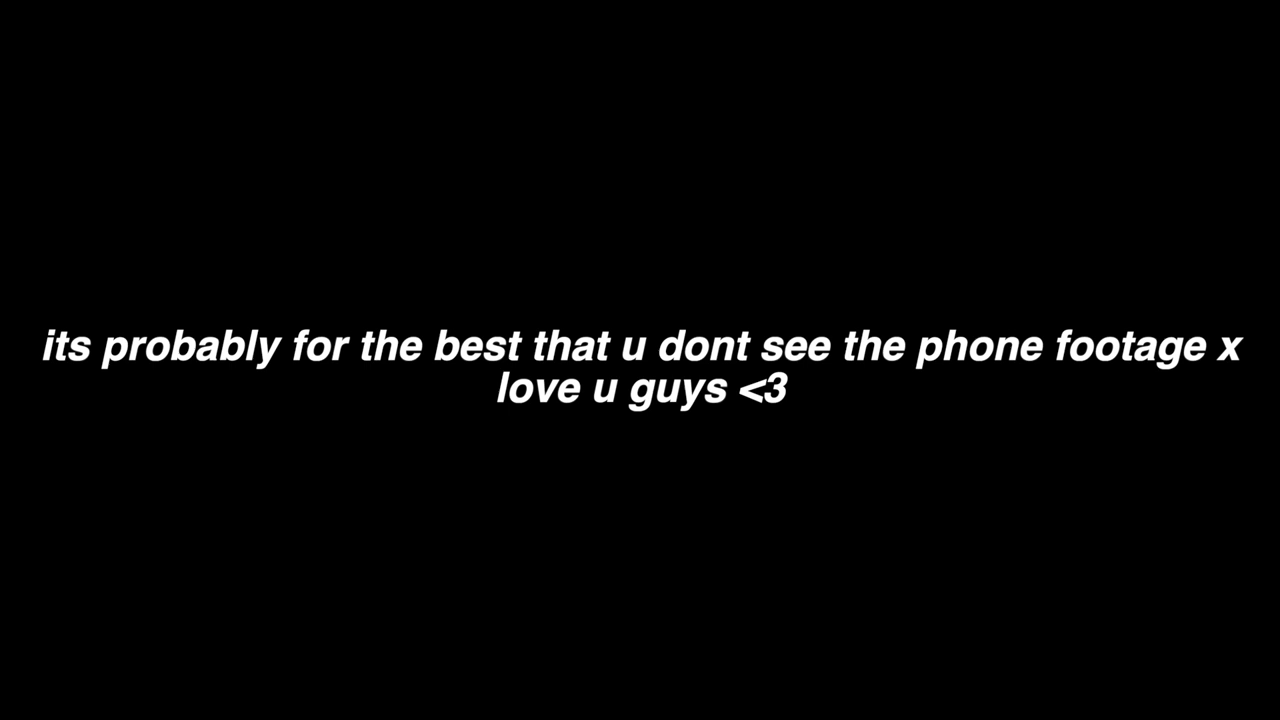 its probably for the best that u dont see the phone footage x
love u guys <3